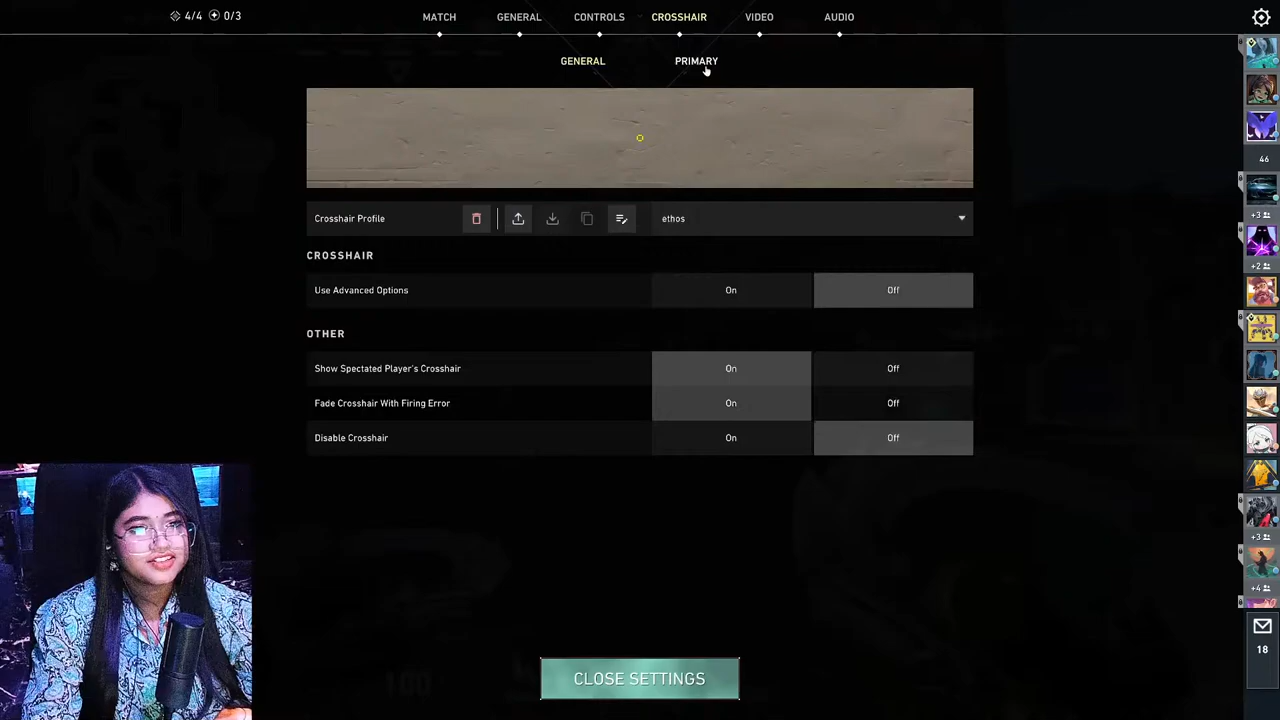 4/4 0/3
MATCH GENERAL CONTROLS CROSSHAIR VIDEO AUDIO
GENERAL PRIMARY
46
Crosshair Profile ethos
+3
CROSSHAIR
+2
Use Advanced Options On Off
OTHER
Show Spectated Player's Crosshair On Off
Fade Crosshair With Firing Error On Off
Disable Crosshair On Off
+3
+4
18
CLOSE SETTINGS